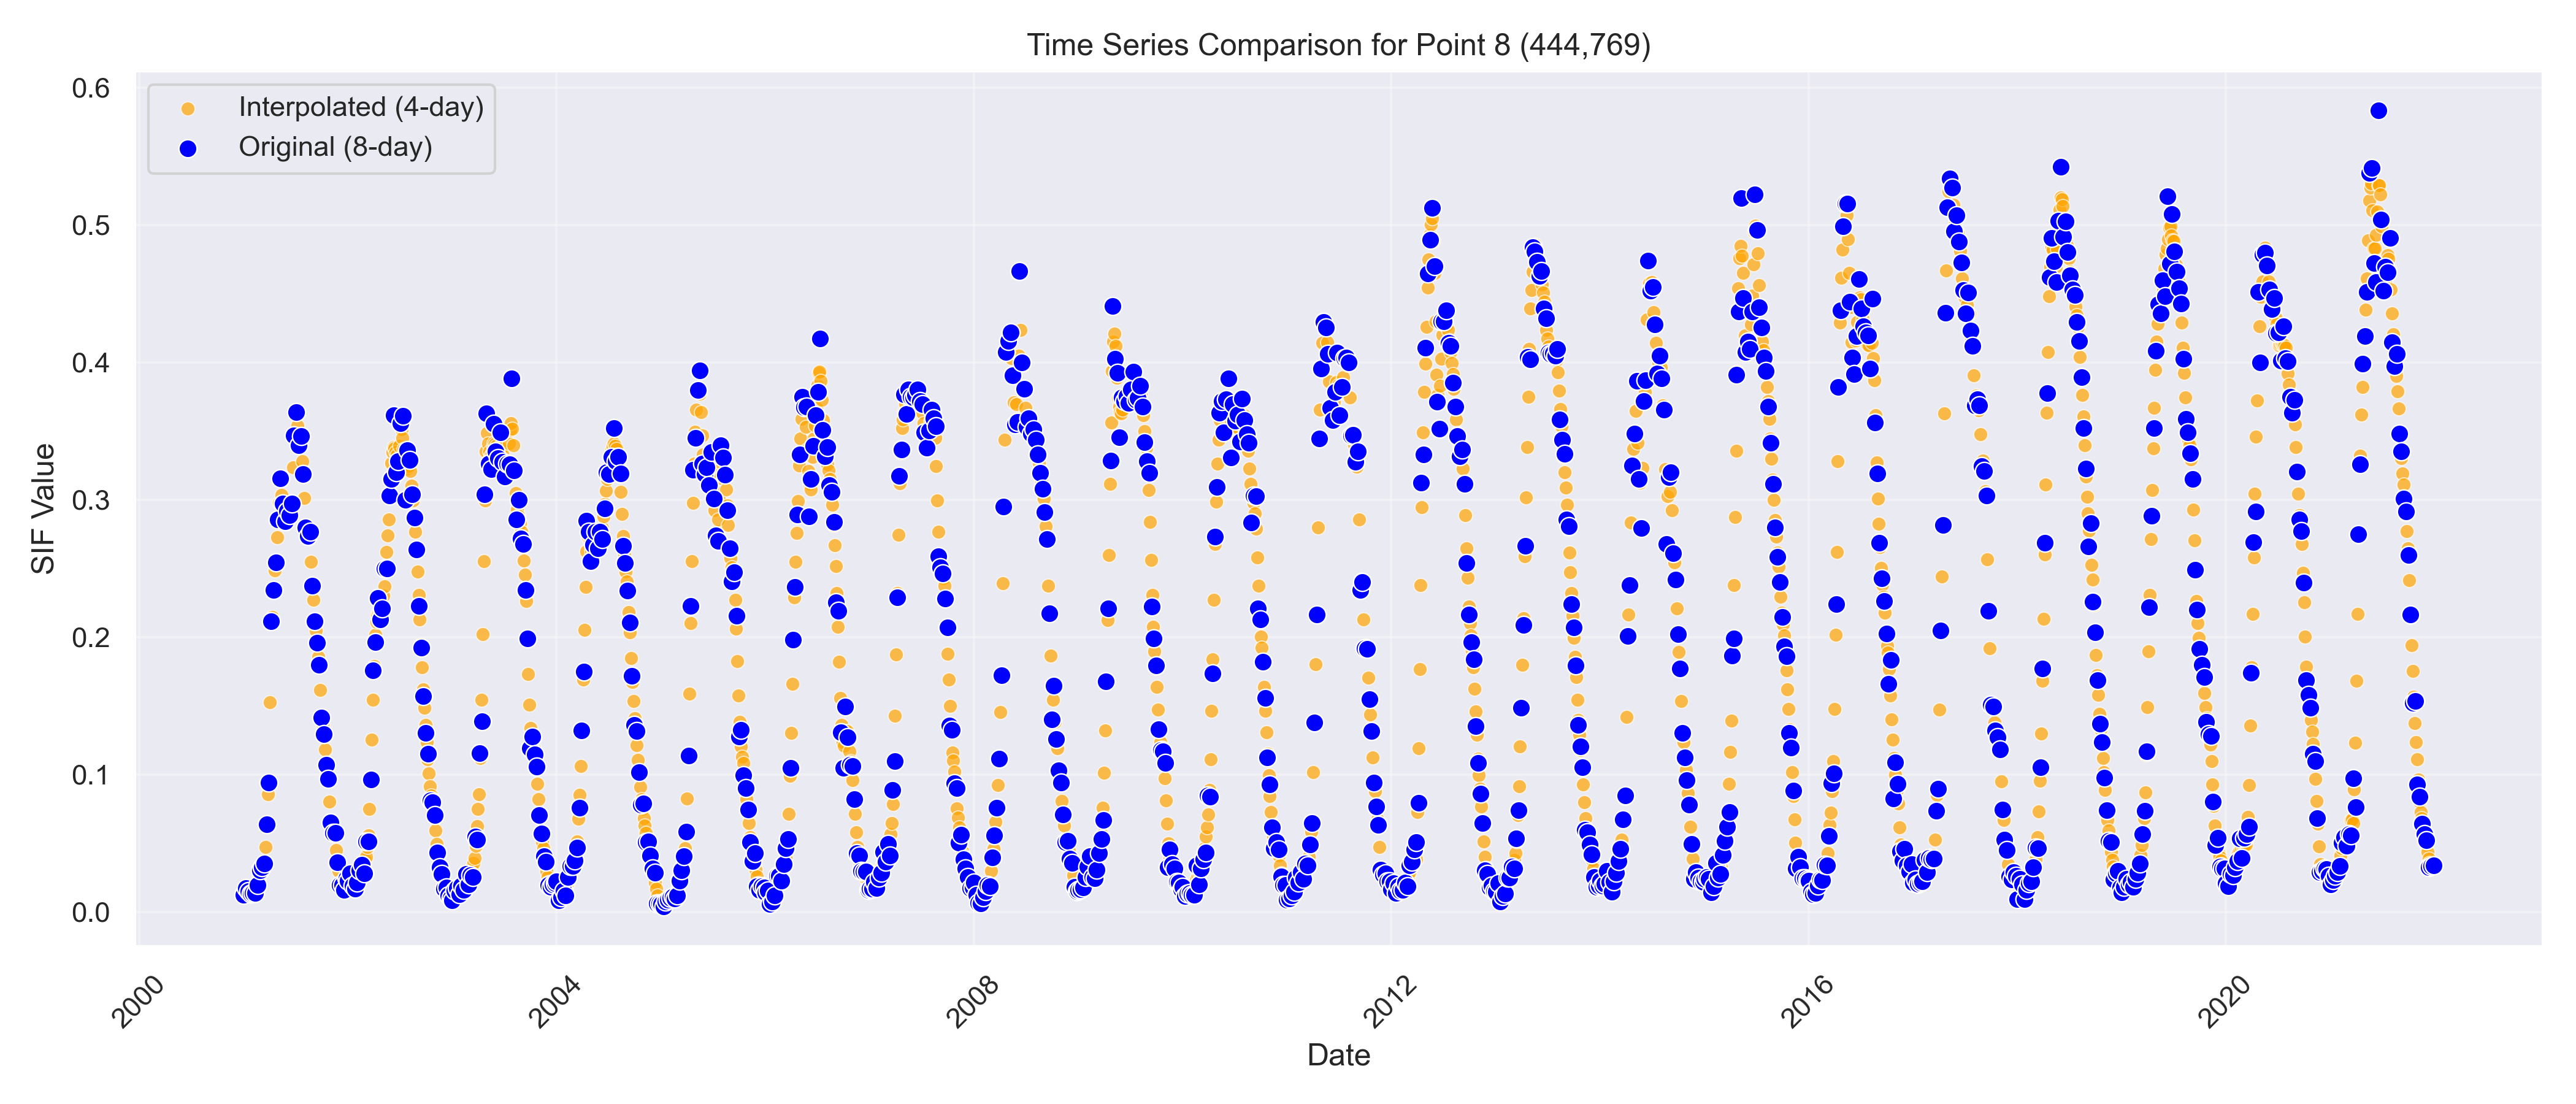 Time Series Comparison for Point 8 (444,769)
Interpolated (4-day)
Original (8-day)
SIF Value
0.6
0.5
0.4
0.3
0.2
0.1
0.0
2000
2004
2008
2012
2016
2020
Date